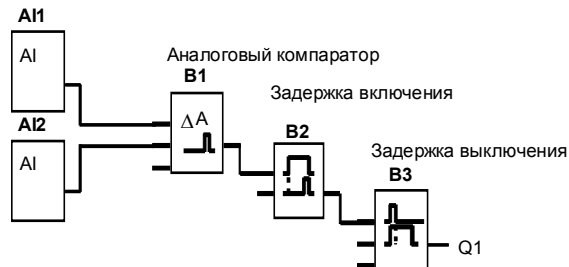 AI1
AI
Аналоговый компаратор
B1
ΔA
Задержка включения
AI2
AI
B2
Задержка выключения
B3
Q1